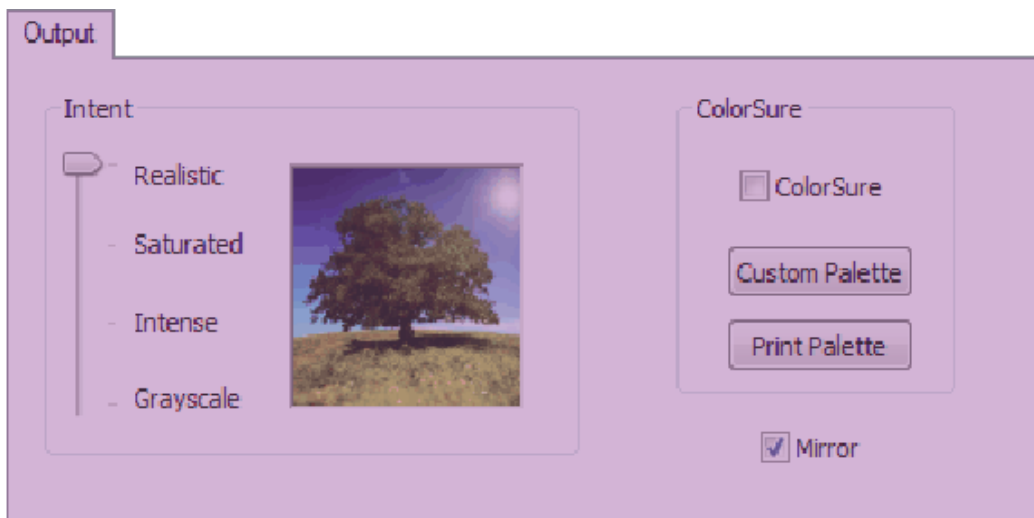 Output
Intent
Realistic
Saturated
Intense
Grayscale
ColorSure
ColorSure
Custom Palette
Print Palette
Mirror